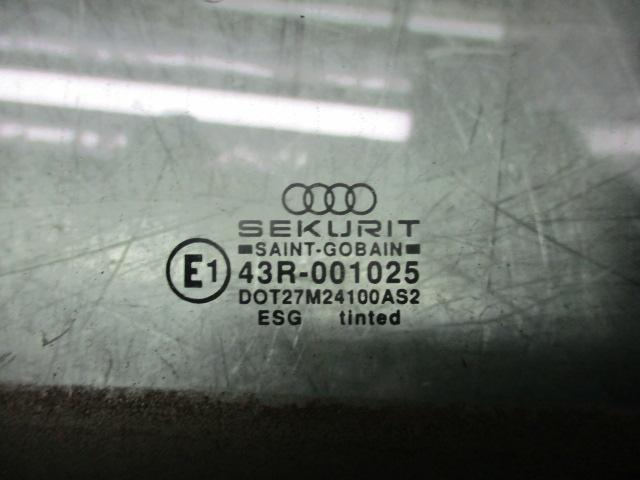 SEKURIT
SAINT-GOBAIN
E1 43R-001025
DOT27M24100AS2
ESG tinted